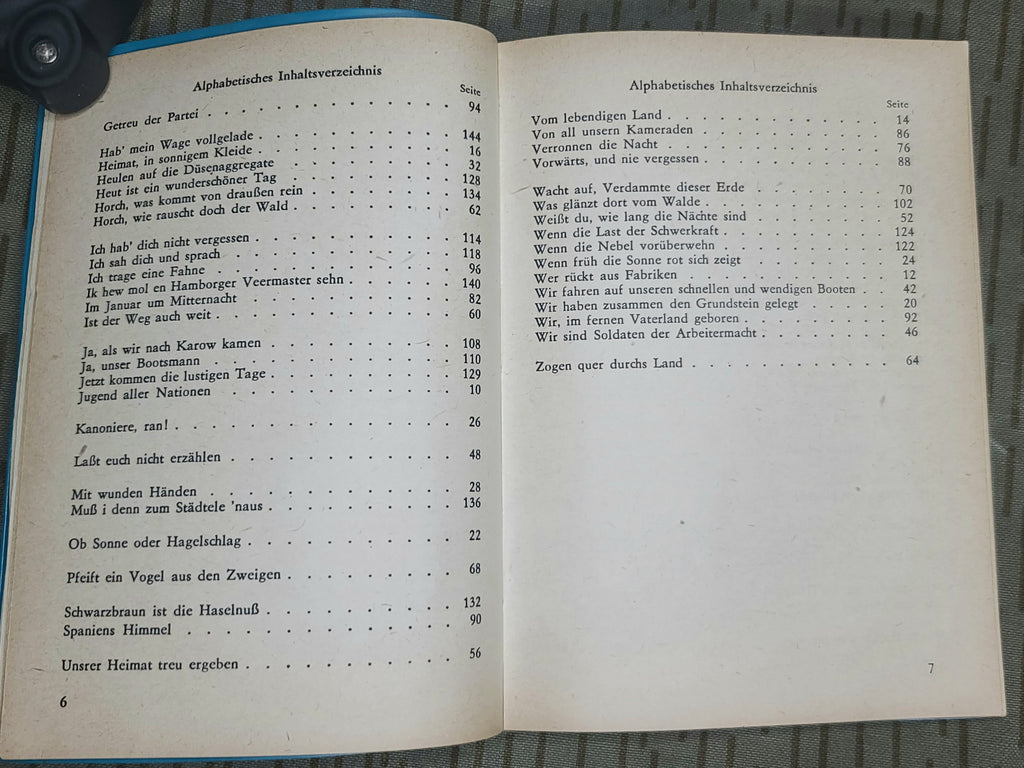 Alphabetisches Inhaltsverzeichnis
Seite
Getreu der Partei . . . . . . . . . . . . 94
Hab' mein Wage vollgelade . . . . . . . . . 144
Heimat, in sonnigem Kleide . . . . . . . . . 16
Heulen auf die Düsenaggregate . . . . . . . . 32
Heut ist ein wunderschöner Tag . . . . . . . . 128
Horch, was kommt von draußen rein . . . . . . 134
Horch, wie rauscht doch der Wald . . . . . . . 62
Ich hab' dich nicht vergessen . . . . . . . . . 114
Ich sah dich und sprach . . . . . . . . . . 118
Ich trage eine Fahne . . . . . . . . . . . 96
Ik hew mol en Hamborger Veermaster sehn . . . . . 140
Im Januar um Mitternacht . . . . . . . . . 82
Ist der Weg auch weit . . . . . . . . . . . 60
Ja, als wir nach Karow kamen . . . . . . . . 108
Ja, unser Bootsmann . . . . . . . . . . . 110
Jetzt kommen die lustigen Tage . . . . . . . . 129
Jugend aller Nationen . . . . . . . . . . . 10
Kanoniere, ran! . . . . . . . . . . . . . 26
Laßt euch nicht erzählen . . . . . . . . . . 48
Mit wunden Händen . . . . . . . . . . . 28
Muß i denn zum Städtele 'naus . . . . . . . . 136
Ob Sonne oder Hagelschlag . . . . . . . . . 22
Pfeift ein Vogel aus den Zweigen . . . . . . . . 68
Schwarzbraun ist die Haselnuß . . . . . . . . 132
Spaniens Himmel . . . . . . . . . . . . 90
Unsrer Heimat treu ergeben . . . . . . . . . 56
6
Alphabetisches Inhaltsverzeichnis
Seite
Vom lebendigen Land . . . . . . . . . . . 14
Von all unsern Kameraden . . . . . . . . . 86
Verronnen die Nacht . . . . . . . . . . . 76
Vorwärts, und nie vergessen . . . . . . . . . 88
Wacht auf, Verdammte dieser Erde . . . . . . . 70
Was glänzt dort vom Walde . . . . . . . . . 102
Weißt du, wie lang die Nächte sind . . . . . . . 52
Wenn die Last der Schwerkraft . . . . . . . . 124
Wenn die Nebel vorüberwehn . . . . . . . . 122
Wenn früh die Sonne rot sich zeigt . . . . . . . 24
Wer rückt aus Fabriken . . . . . . . . . . 12
Wir fahren auf unseren schnellen und wendigen Booten . . 42
Wir haben zusammen den Grundstein gelegt . . . . . 20
Wir, im fernen Vaterland geboren . . . . . . . 92
Wir sind Soldaten der Arbeitermacht . . . . . . . 46
Zogen quer durchs Land . . . . . . . . . . 64
7